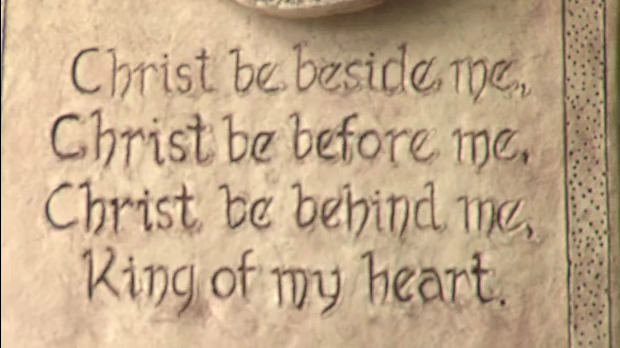 Christ be beside me,
Christ be before me,
Christ be behind me,
King of my heart.